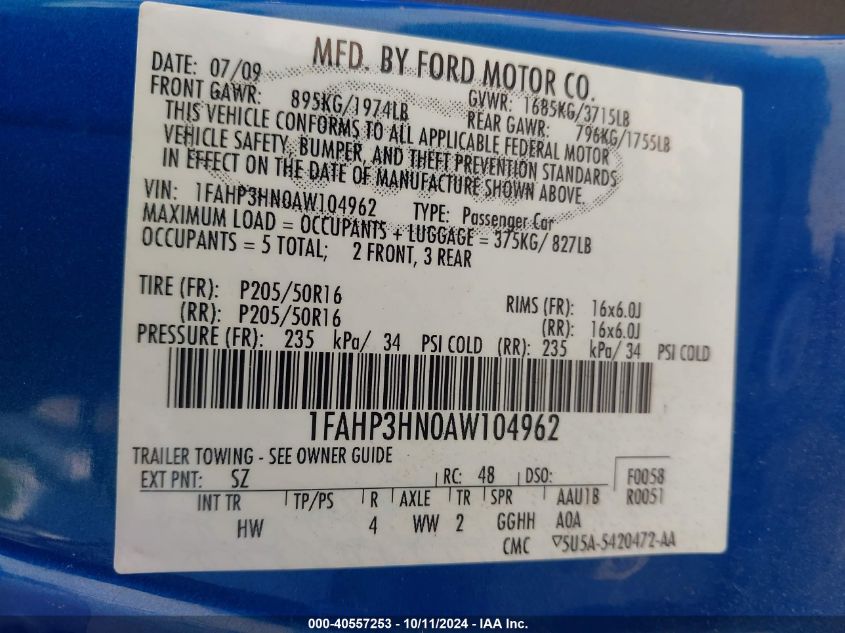 MFD. BY FORD MOTOR CO.
DATE: 07/09 GVWR: 1685KG/3715LB
FRONT GAWR: 895KG/1974LB REAR GAWR: 796KG/1755LB
THIS VEHICLE CONFORMS TO ALL APPLICABLE FEDERAL MOTOR
VEHICLE SAFETY, BUMPER, AND THEFT PREVENTION STANDARDS
IN EFFECT ON THE DATE OF MANUFACTURE SHOWN ABOVE.
VIN: 1FAHP3HN0AW104962 TYPE: Passenger Car
MAXIMUM LOAD = OCCUPANTS + LUGGAGE = 375KG/ 827LB
OCCUPANTS = 5 TOTAL; 2 FRONT, 3 REAR
TIRE (FR): P205/50R16 RIMS (FR): 16x6.0J
(RR): P205/50R16 (RR): 16x6.0J
PRESSURE (FR): 235 kPa/ 34 PSI COLD (RR): 235 kPa/ 34 PSI COLD
1FAHP3HN0AW104962
TRAILER TOWING - SEE OWNER GUIDE
EXT PNT: SZ RC: 48 DSO: F0058
INT TR TP/PS R AXLE TR SPR AAU1B R0051
HW 4 WW 2 GGHH A0A
CMC ▽5U5A-5420472-AA
000-40557253 - 10/11/2024 - IAA Inc.